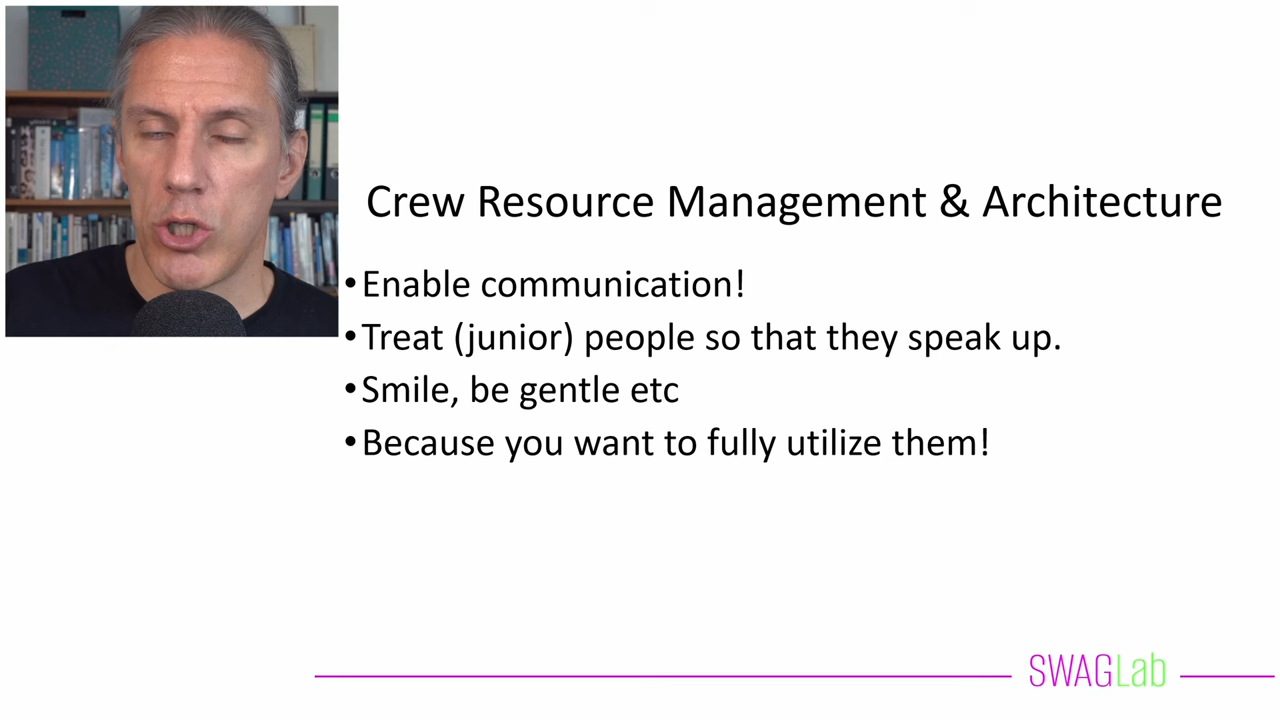 Crew Resource Management & Architecture
•Enable communication!
•Treat (junior) people so that they speak up.
•Smile, be gentle etc
•Because you want to fully utilize them!
SWAGLab